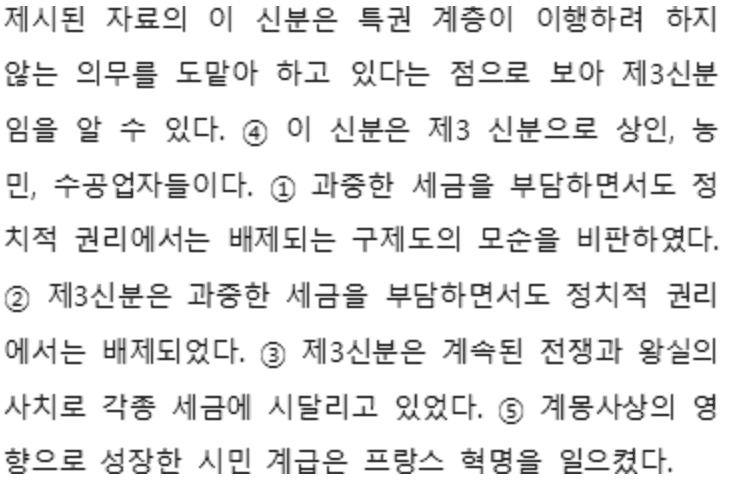 제시된 자료의 이 신분은 특권 계층이 이행하려 하지
않는 의무를 도맡아 하고 있다는 점으로 보아 제3신분
임을 알 수 있다. ④ 이 신분은 제3 신분으로 상인, 농
민, 수공업자들이다. ① 과중한 세금을 부담하면서도 정
치적 권리에서는 배제되는 구제도의 모순을 비판하였다.
② 제3신분은 과중한 세금을 부담하면서도 정치적 권리
에서는 배제되었다. ③ 제3신분은 계속된 전쟁과 왕실의
사치로 각종 세금에 시달리고 있었다. ⑤ 계몽사상의 영
향으로 성장한 시민 계급은 프랑스 혁명을 일으켰다.